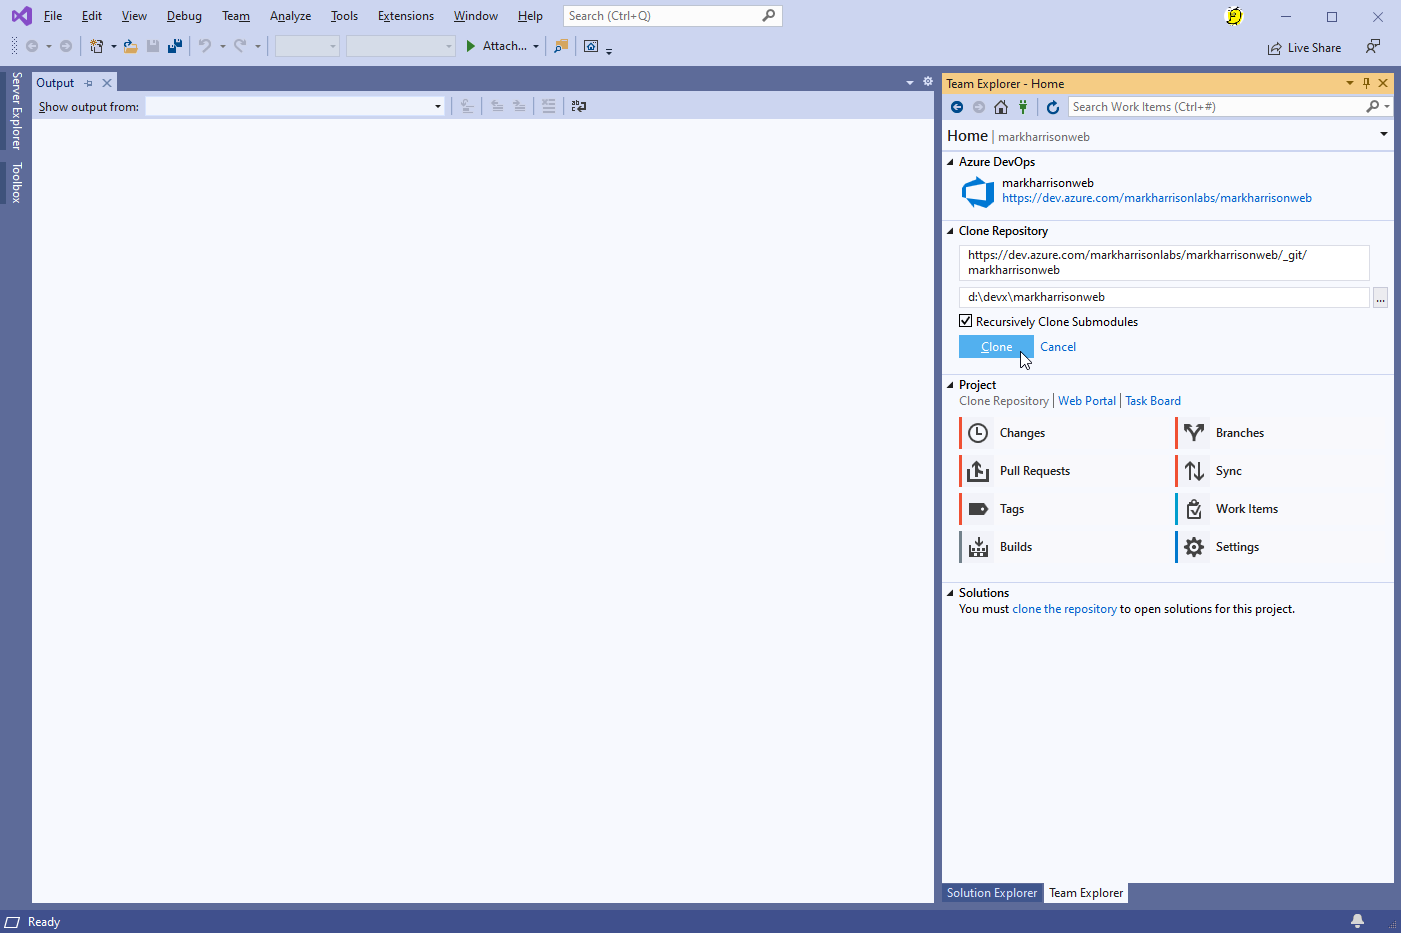 File Edit View Debug Team Analyze Tools Extensions Window Help Search (Ctrl+Q)
Attach...
Live Share
Server Explorer
Toolbox
Output
Show output from:
Team Explorer - Home
Search Work Items (Ctrl+#)
Home | markharrisonweb
Azure DevOps
markharrisonweb
https://dev.azure.com/markharrisonlabs/markharrisonweb
Clone Repository
https://dev.azure.com/markharrisonlabs/markharrisonweb/_git/
markharrisonweb
d:\devx\markharrisonweb
...
Recursively Clone Submodules
Clone Cancel
Project
Clone Repository | Web Portal | Task Board
Changes Branches
Pull Requests Sync
Tags Work Items
Builds Settings
Solutions
You must clone the repository to open solutions for this project.
Solution Explorer Team Explorer
Ready